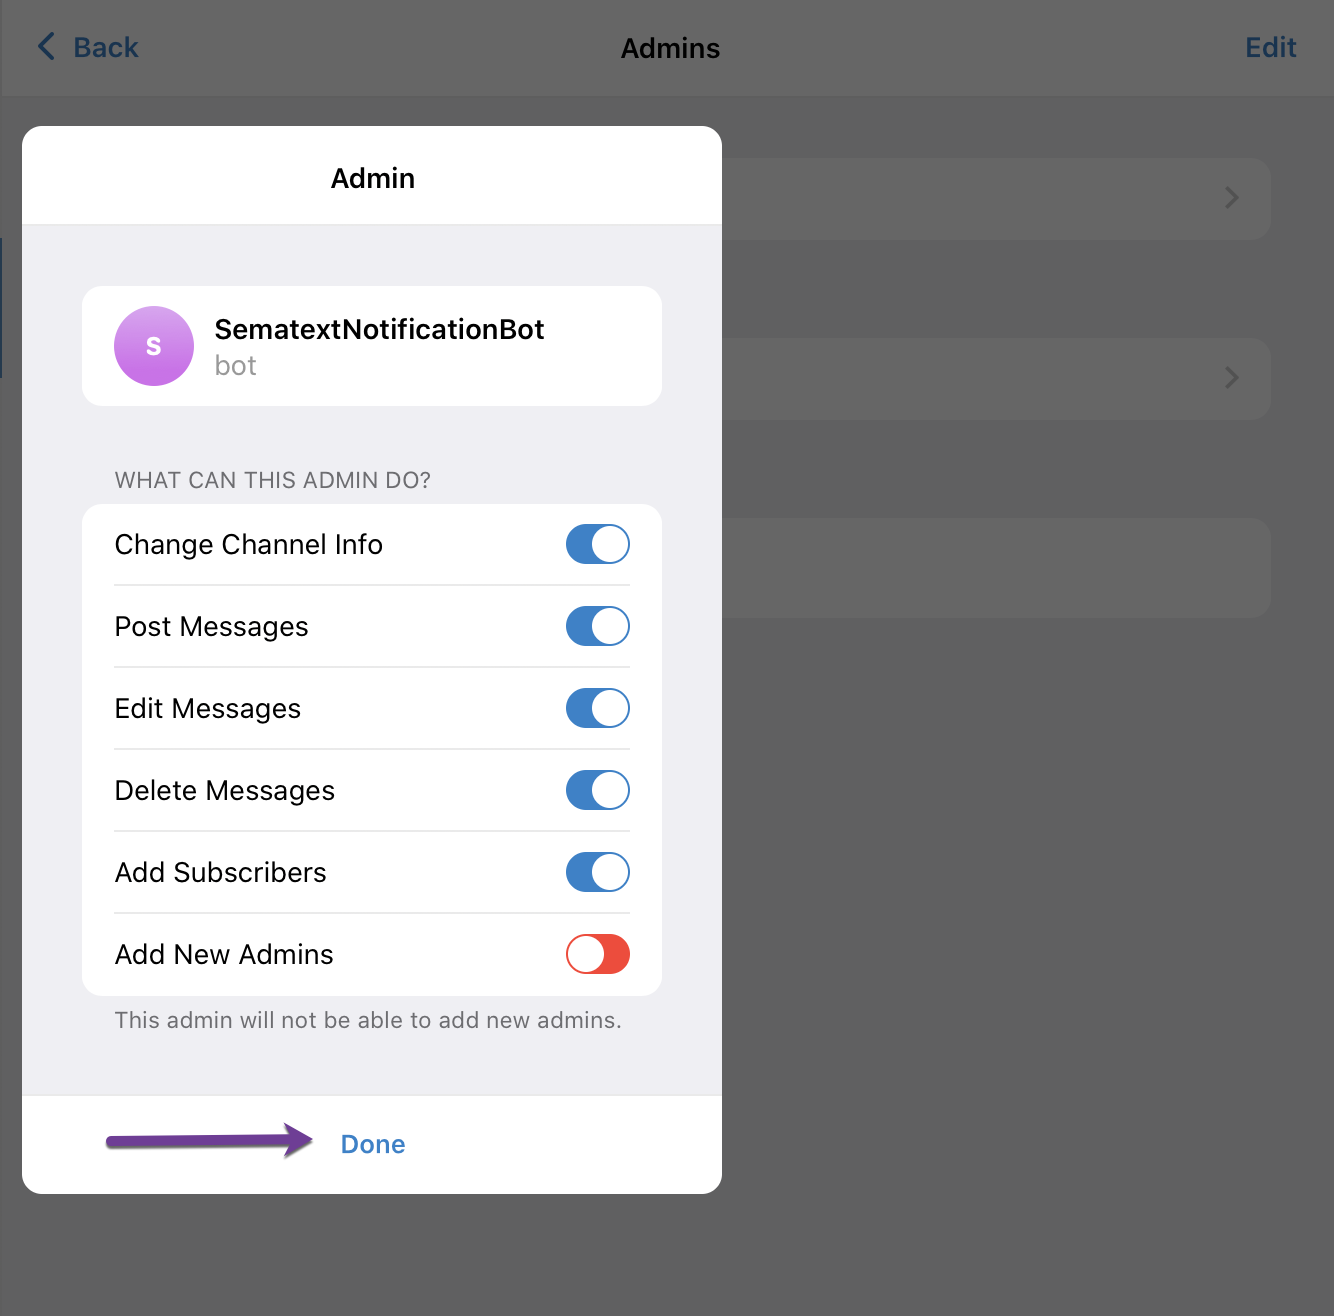 Back
Admins
Edit
Admin
S
SematextNotificationBot
bot
WHAT CAN THIS ADMIN DO?
Change Channel Info
Post Messages
Edit Messages
Delete Messages
Add Subscribers
Add New Admins
This admin will not be able to add new admins.
Done